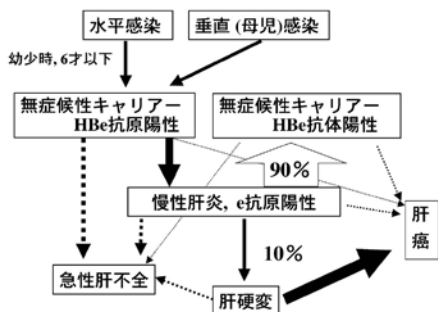 水平感染
垂直(母児)感染
幼少時,6才以下
無症候性キャリアー
HBe抗原陽性
無症候性キャリアー
HBe抗体陽性
90%
慢性肝炎, e抗原陽性
肝癌
10%
急性肝不全
肝硬変